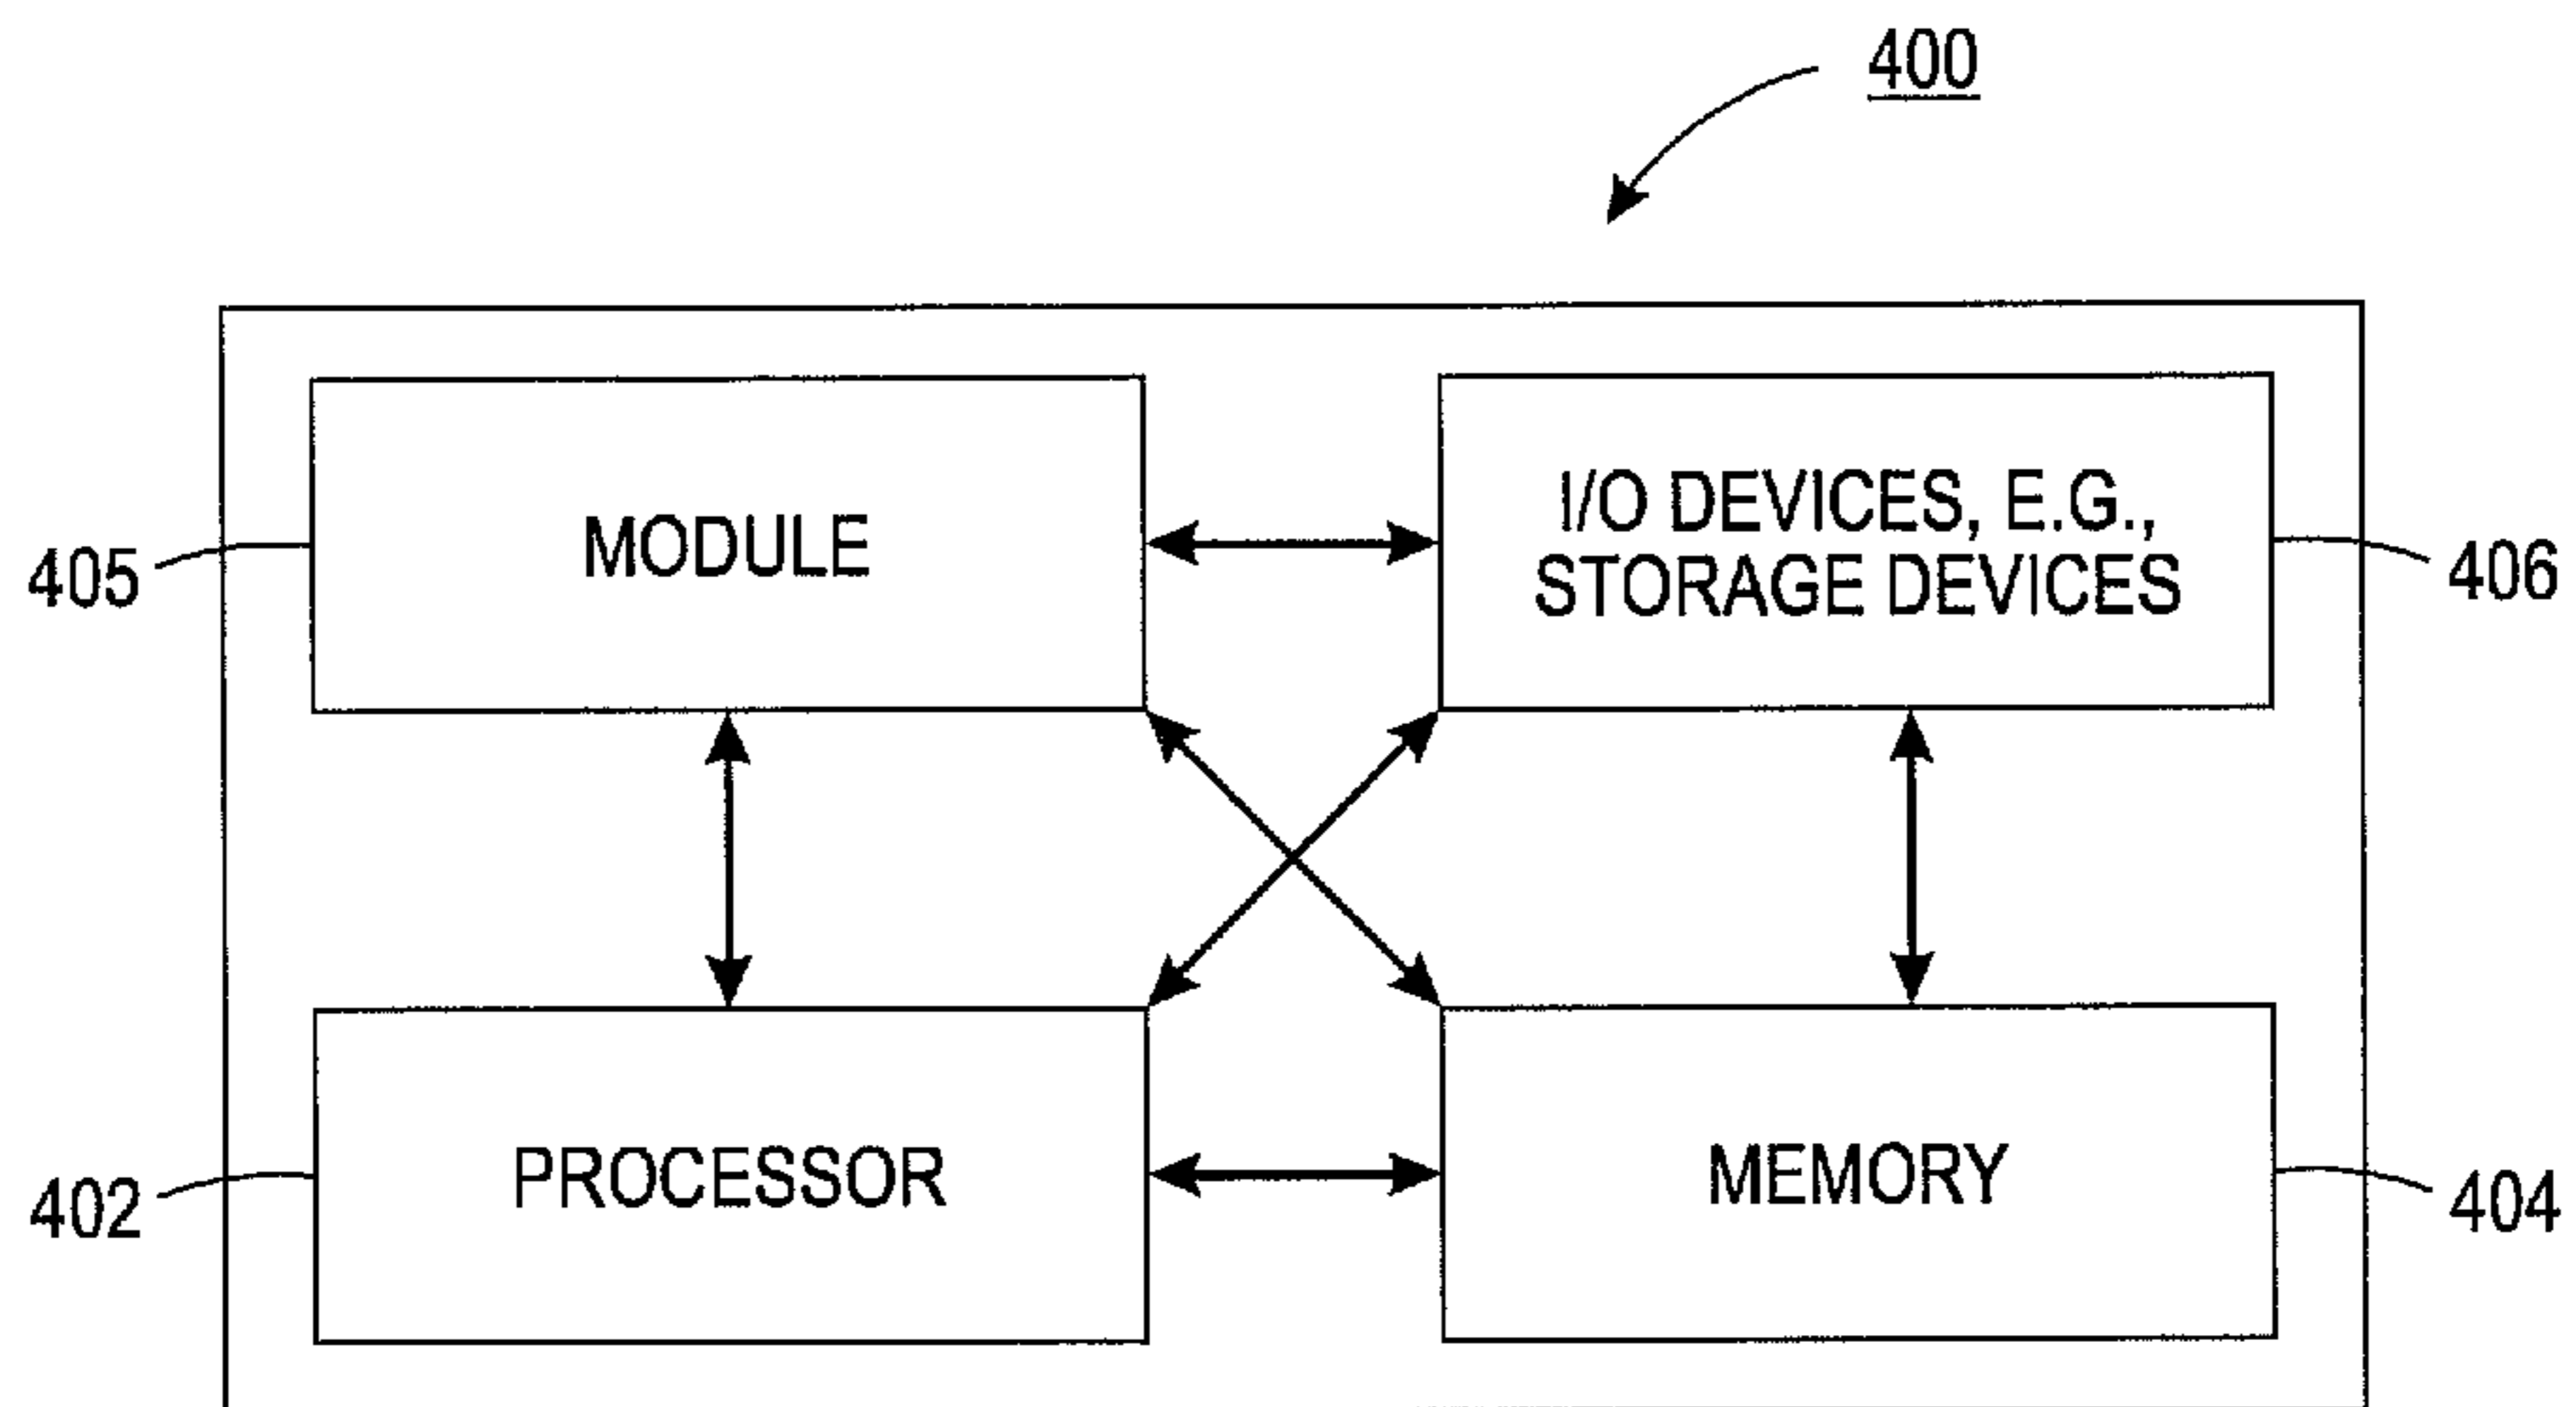 400
MODULE
I/O DEVICES, E.G.,
STORAGE DEVICES
405
406
PROCESSOR
MEMORY
402
404